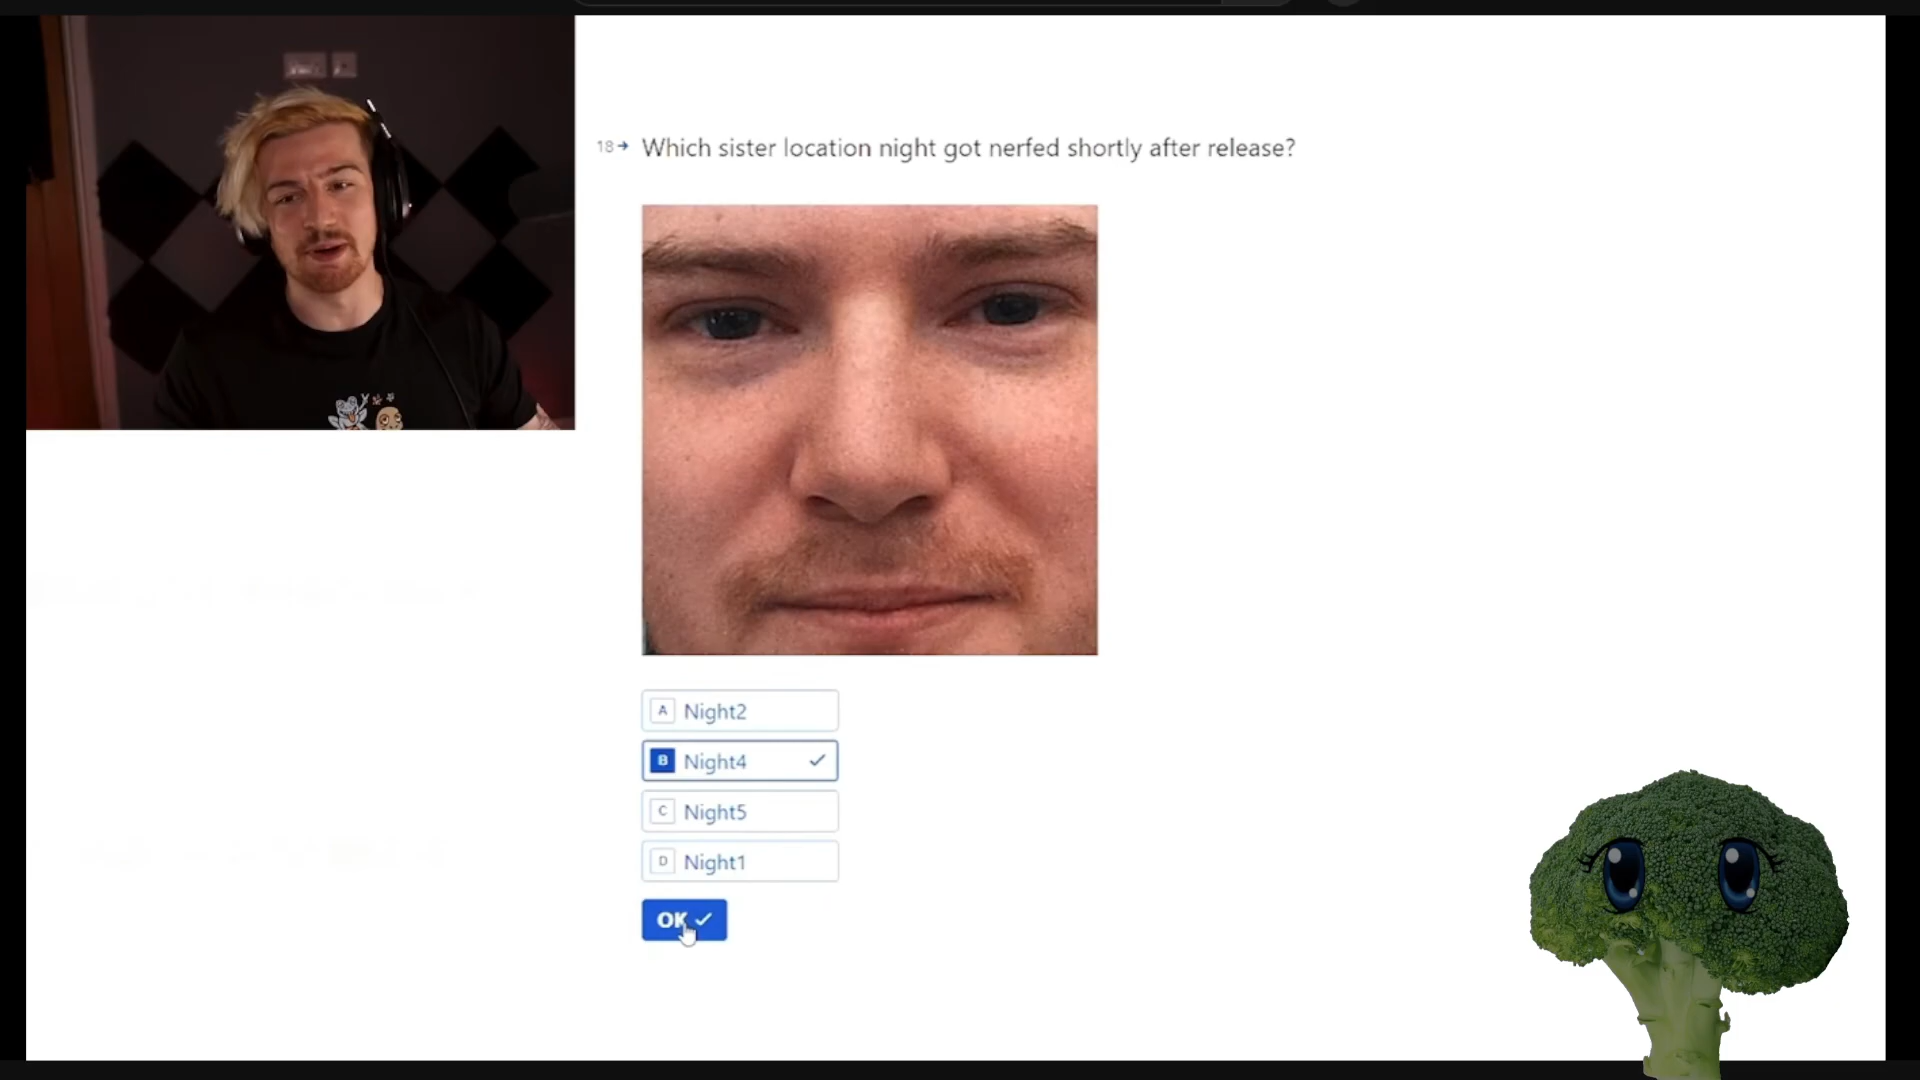 18→ Which sister location night got nerfed shortly after release?
A Night2
B Night4
C Night5
D Night1
OK